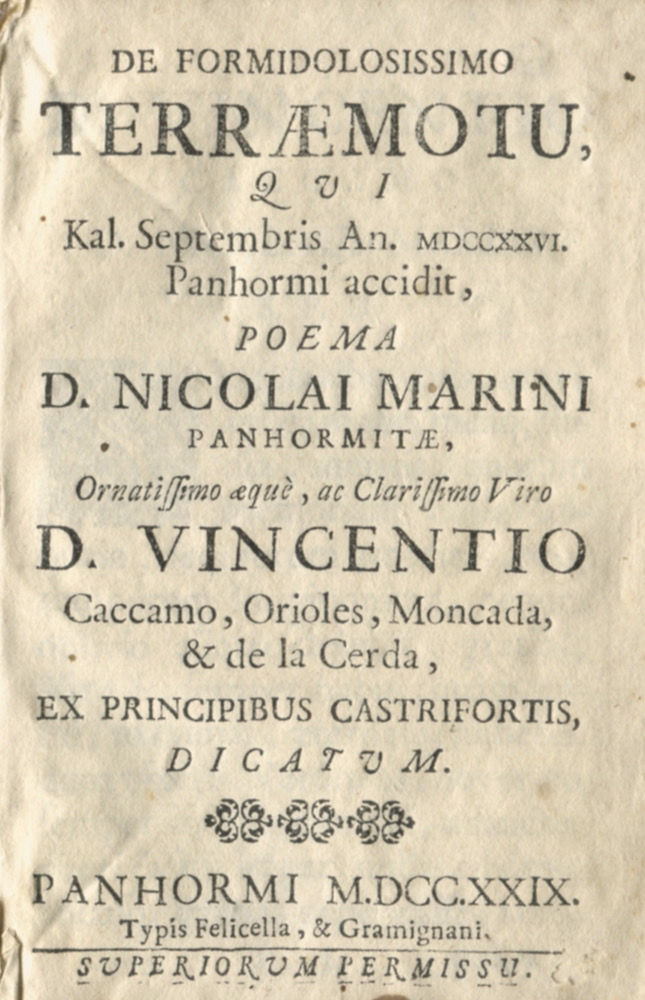 DE FORMIDOLOSISSIMO
TERRÆMOTU,
QVI
Kal. Septembris An. MDCCXXVI.
Panhormi accidit,
POEMA
D. NICOLAI MARINI
PANHORMITÆ,
Ornatiſſimo æquè, ac Clariſſimo Viro
D. VINCENTIO
Caccamo, Orioles, Moncada,
& de la Cerda,
EX PRINCIPIBUS CASTRIFORTIS,
DICATVM.
PANHORMI M.DCC.XXIX.
Typis Felicella, & Gramignani.
SVPERIORVM PERMISSU.